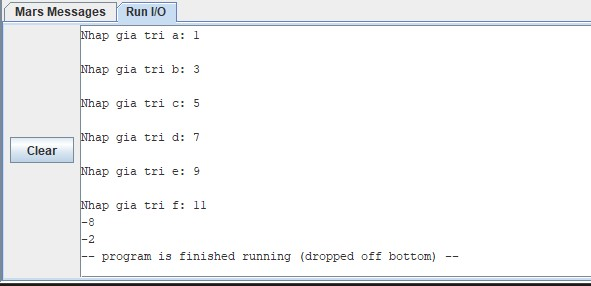 Mars Messages Run I/O
Nhap gia tri a: 1
Nhap gia tri b: 3
Nhap gia tri c: 5
Nhap gia tri d: 7
Clear
Nhap gia tri e: 9
Nhap gia tri f: 11
-8
-2
-- program is finished running (dropped off bottom) --